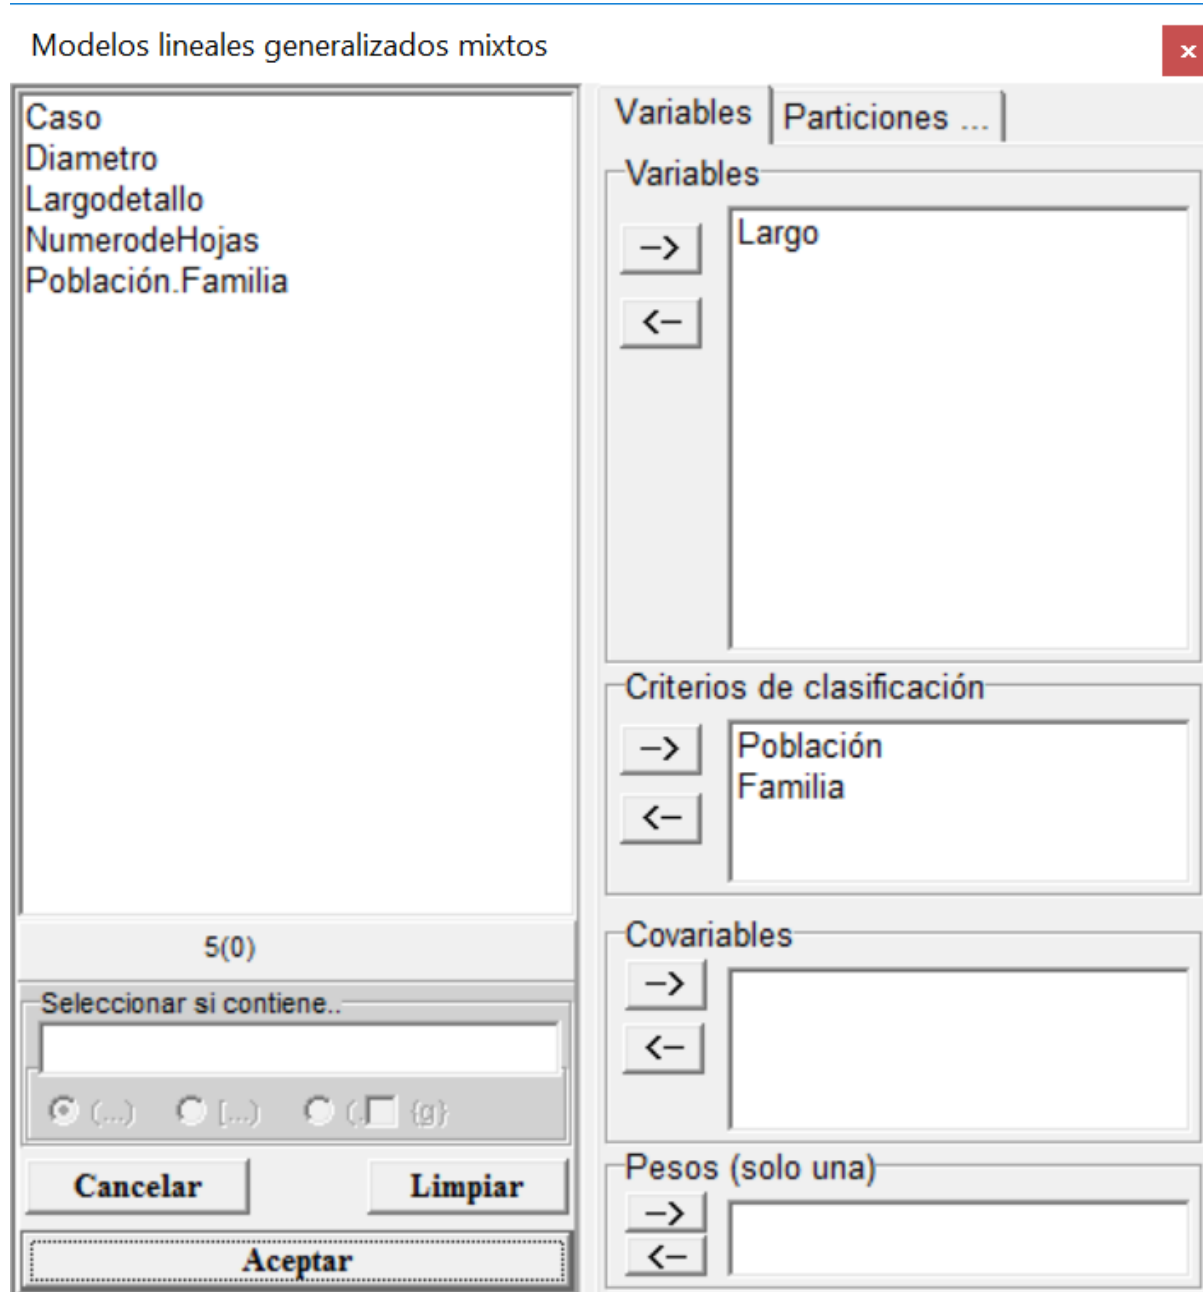 Modelos lineales generalizados mixtos
x
Caso
Diametro
Largodetallo
NumerodeHojas
Población.Familia
5(0)
Seleccionar si contiene..
(...) [...) (. {g}
Cancelar Limpiar
Aceptar
Variables Particiones ...
Variables
–>
<–
Largo
Criterios de clasificación
–>
<–
Población
Familia
Covariables
–>
<–
Pesos (solo una)
–>
<–